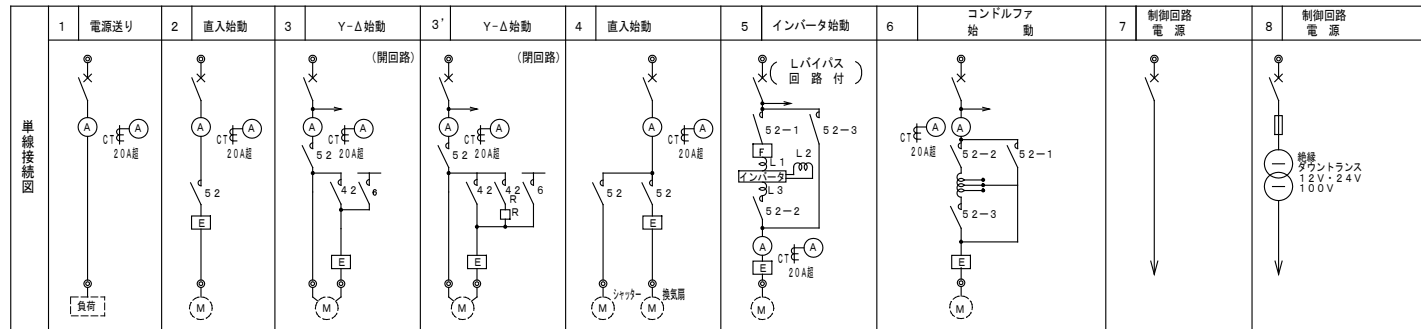 単線接続図
1 電源送り
A
CT A
20A超
負荷
2 直入始動
A
CT A
20A超
52
E
M
3 Y-Δ始動
(開回路)
A
CT A
20A超
52
42 6
E
M
3' Y-Δ始動
(閉回路)
A
CT A
20A超
52
42 42 6
R
R
E
M
4 直入始動
A
CT A
20A超
52 52
E
シャッター 換気扇
M M
5 インバータ始動
(Lバイパス
回路付)
52-1 52-3
F
L1 L2
インバータ
L3
52-2
A
CT A
20A超
E
M
6 コンドルファ
始動
CT A A
20A超
52-2 52-1
52-3
E
M
7 制御回路
電源
8 制御回路
電源
絶縁
ダウントランス
12V・24V
100V